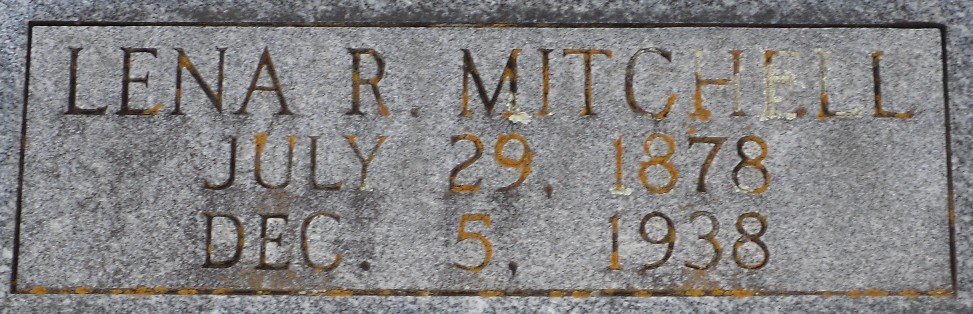 LENA R. MITCHELL
JULY 29, 1878
DEC. 5, 1938